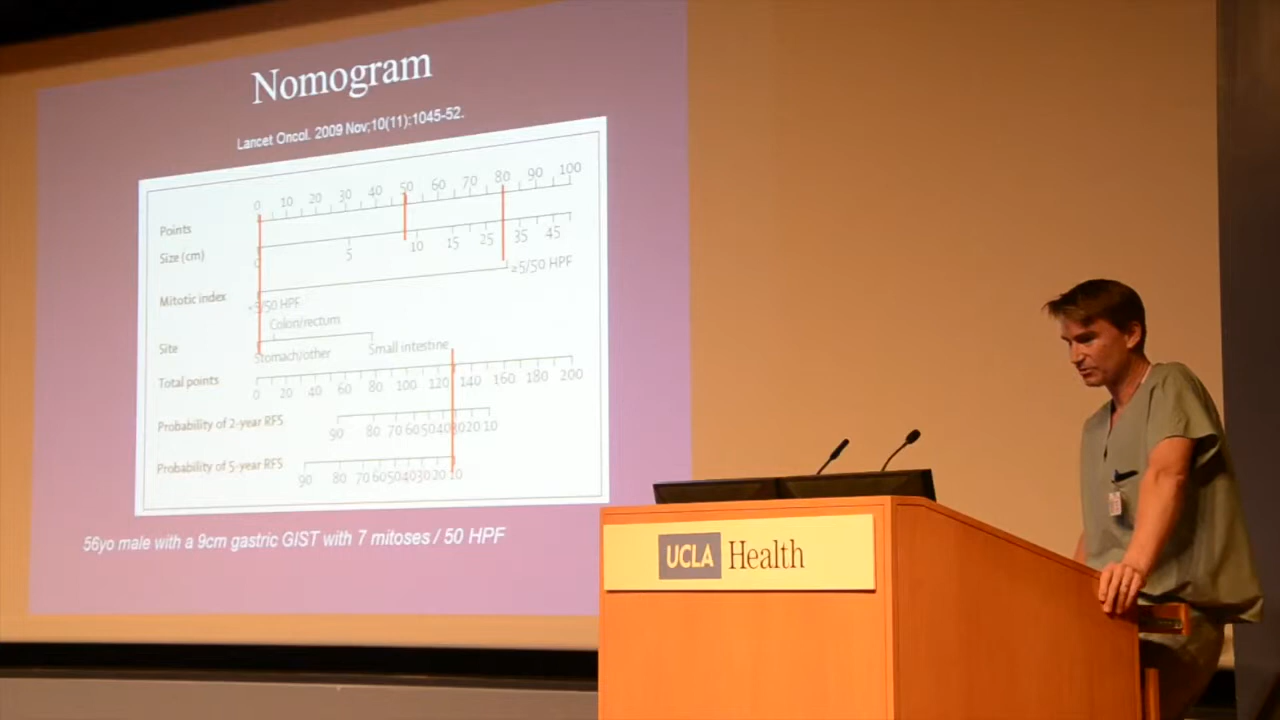 Nomogram
Lancet Oncol. 2009 Nov;10(11):1045-52.
0 10 20 30 40 50 60 70 80 90 100
Points
Size (cm)
0 5 10 15 25 35 45
Mitotic index
<5/50 HPF
≥5/50 HPF
Colon/rectum
Site
Stomach/other
Small intestine
Total points
0 20 40 60 80 100 120 140 160 180 200
Probability of 2-year RFS
90 80 70 60 50 40 30 20 10
Probability of 5-year RFS
90 80 70 60 50 40 30 20 10
56yo male with a 9cm gastric GIST with 7 mitoses / 50 HPF
UCLA Health